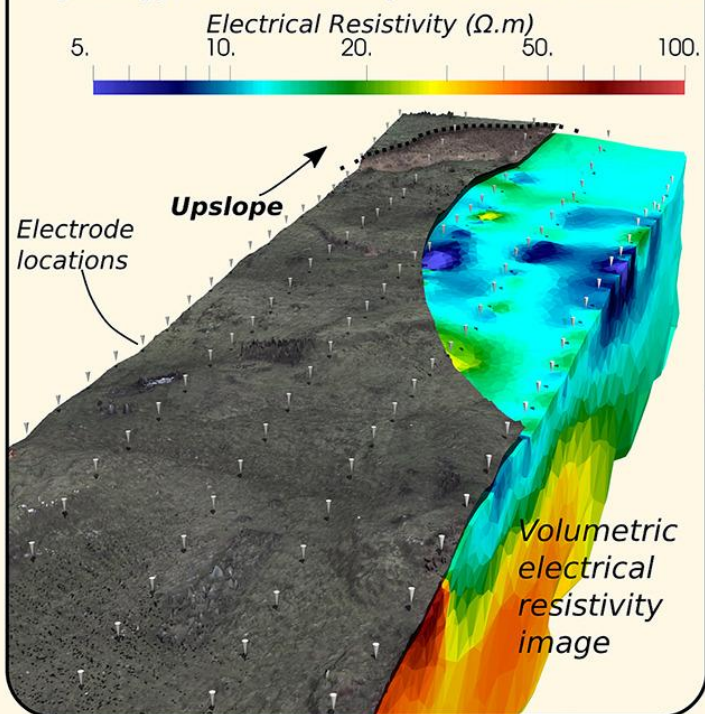 Electrical Resistivity (Ω.m)
5. 10. 20. 50. 100.
Upslope
Electrode
locations
Volumetric
electrical
resistivity
image